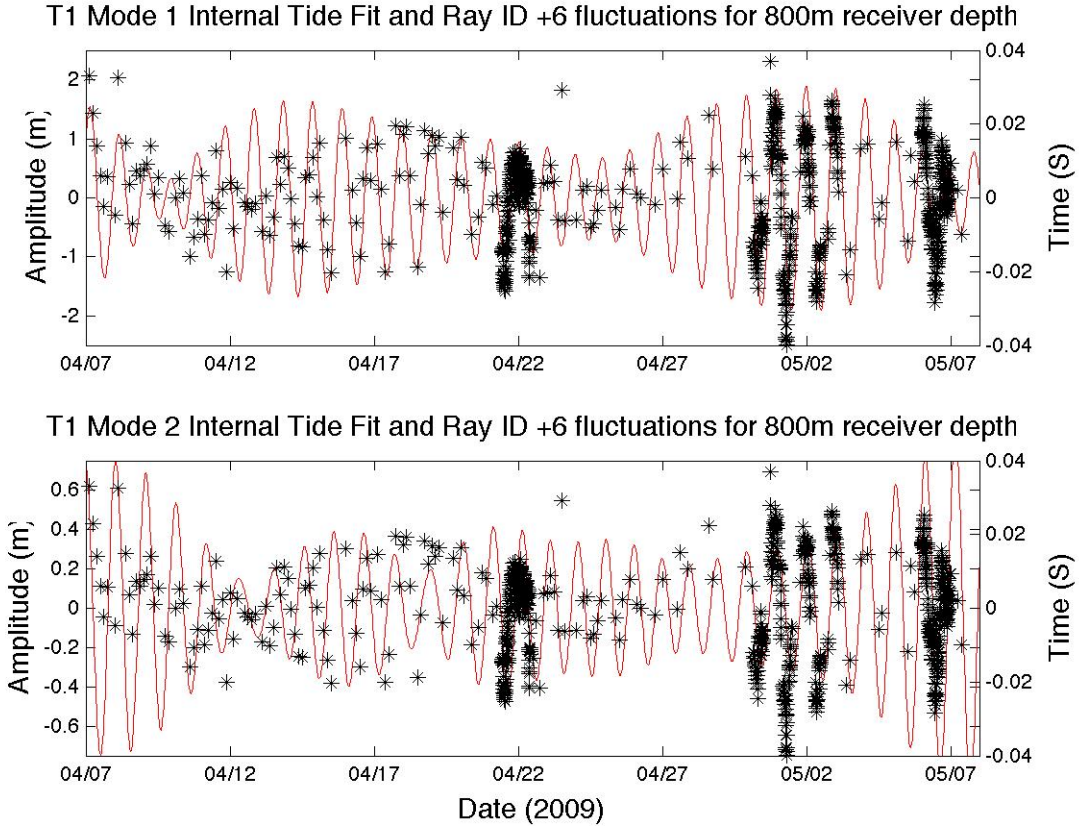 T1 Mode 1 Internal Tide Fit and Ray ID +6 fluctuations for 800m receiver depth
Amplitude (m)
2
1
0
-1
-2
0.04
0.02
0
-0.02
-0.04
Time (S)
04/07 04/12 04/17 04/22 04/27 05/02 05/07
T1 Mode 2 Internal Tide Fit and Ray ID +6 fluctuations for 800m receiver depth
Amplitude (m)
0.6
0.4
0.2
0
-0.2
-0.4
-0.6
0.04
0.02
0
-0.02
-0.04
Time (S)
04/07 04/12 04/17 04/22 04/27 05/02 05/07
Date (2009)